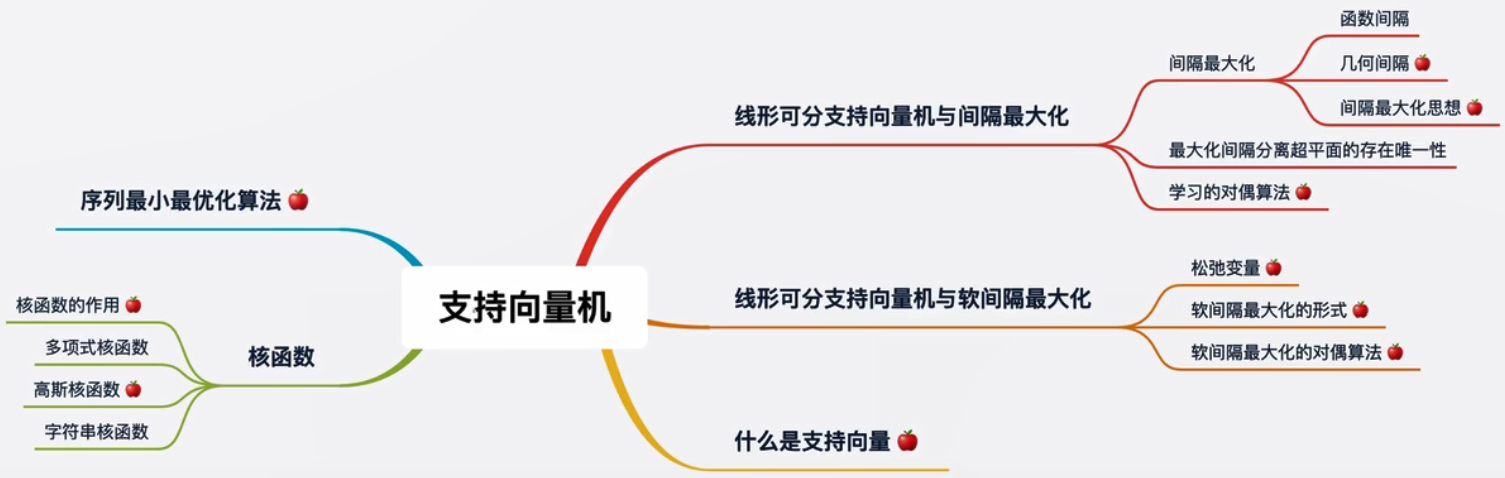 支持向量机
线形可分支持向量机与间隔最大化
间隔最大化
函数间隔
几何间隔
间隔最大化思想
最大化间隔分离超平面的存在唯一性
学习的对偶算法
线形可分支持向量机与软间隔最大化
松弛变量
软间隔最大化的形式
软间隔最大化的对偶算法
什么是支持向量
序列最小最优化算法
核函数
核函数的作用
多项式核函数
高斯核函数
字符串核函数